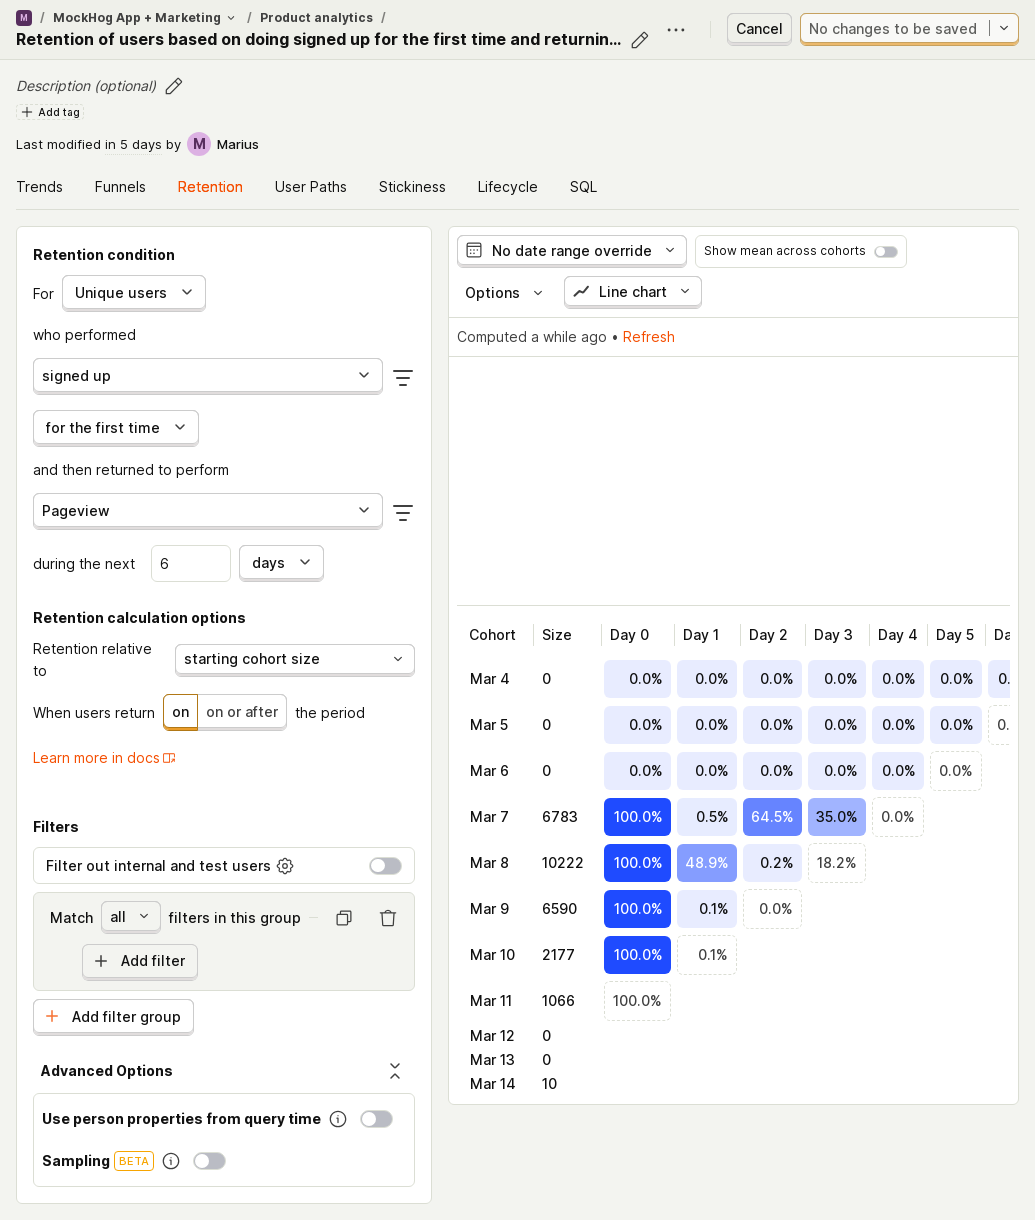 M / MockHog App + Marketing / Product analytics /
Retention of users based on doing signed up for the first time and returnin...
Cancel
No changes to be saved
Description (optional)
Add tag
Last modified in 5 days by M Marius
Trends Funnels Retention User Paths Stickiness Lifecycle SQL
Retention condition
For Unique users
who performed
signed up
for the first time
and then returned to perform
Pageview
during the next 6 days
Retention calculation options
Retention relative
to
starting cohort size
When users return on on or after the period
Learn more in docs
Filters
Filter out internal and test users
Match all filters in this group
Add filter
Add filter group
Advanced Options
Use person properties from query time
Sampling BETA
No date range override
Show mean across cohorts
Options Line chart
Computed a while ago • Refresh
Cohort Size Day 0 Day 1 Day 2 Day 3 Day 4 Day 5 Da
Mar 4 0 0.0% 0.0% 0.0% 0.0% 0.0% 0.0% 0.
Mar 5 0 0.0% 0.0% 0.0% 0.0% 0.0% 0.0% 0.
Mar 6 0 0.0% 0.0% 0.0% 0.0% 0.0% 0.0%
Mar 7 6783 100.0% 0.5% 64.5% 35.0% 0.0%
Mar 8 10222 100.0% 48.9% 0.2% 18.2%
Mar 9 6590 100.0% 0.1% 0.0%
Mar 10 2177 100.0% 0.1%
Mar 11 1066 100.0%
Mar 12 0
Mar 13 0
Mar 14 10